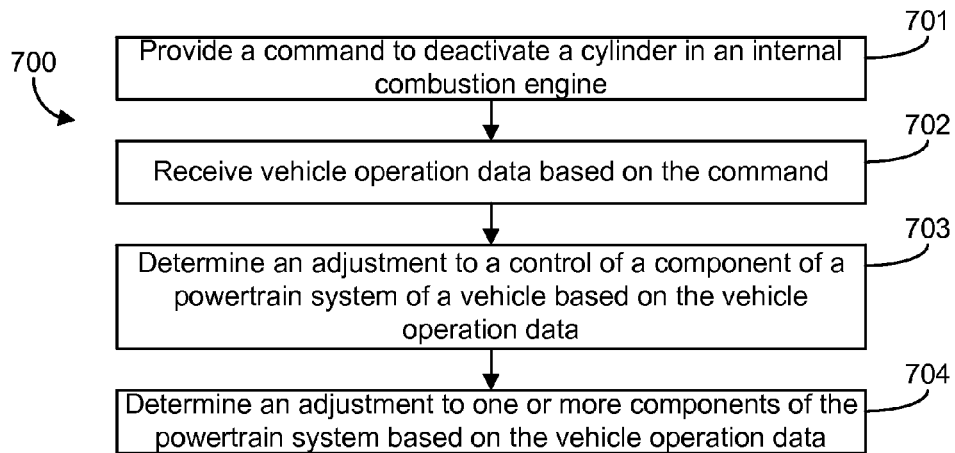 700
701
Provide a command to deactivate a cylinder in an internal
combustion engine
702
Receive vehicle operation data based on the command
703
Determine an adjustment to a control of a component of a
powertrain system of a vehicle based on the vehicle
operation data
704
Determine an adjustment to one or more components of the
powertrain system based on the vehicle operation data